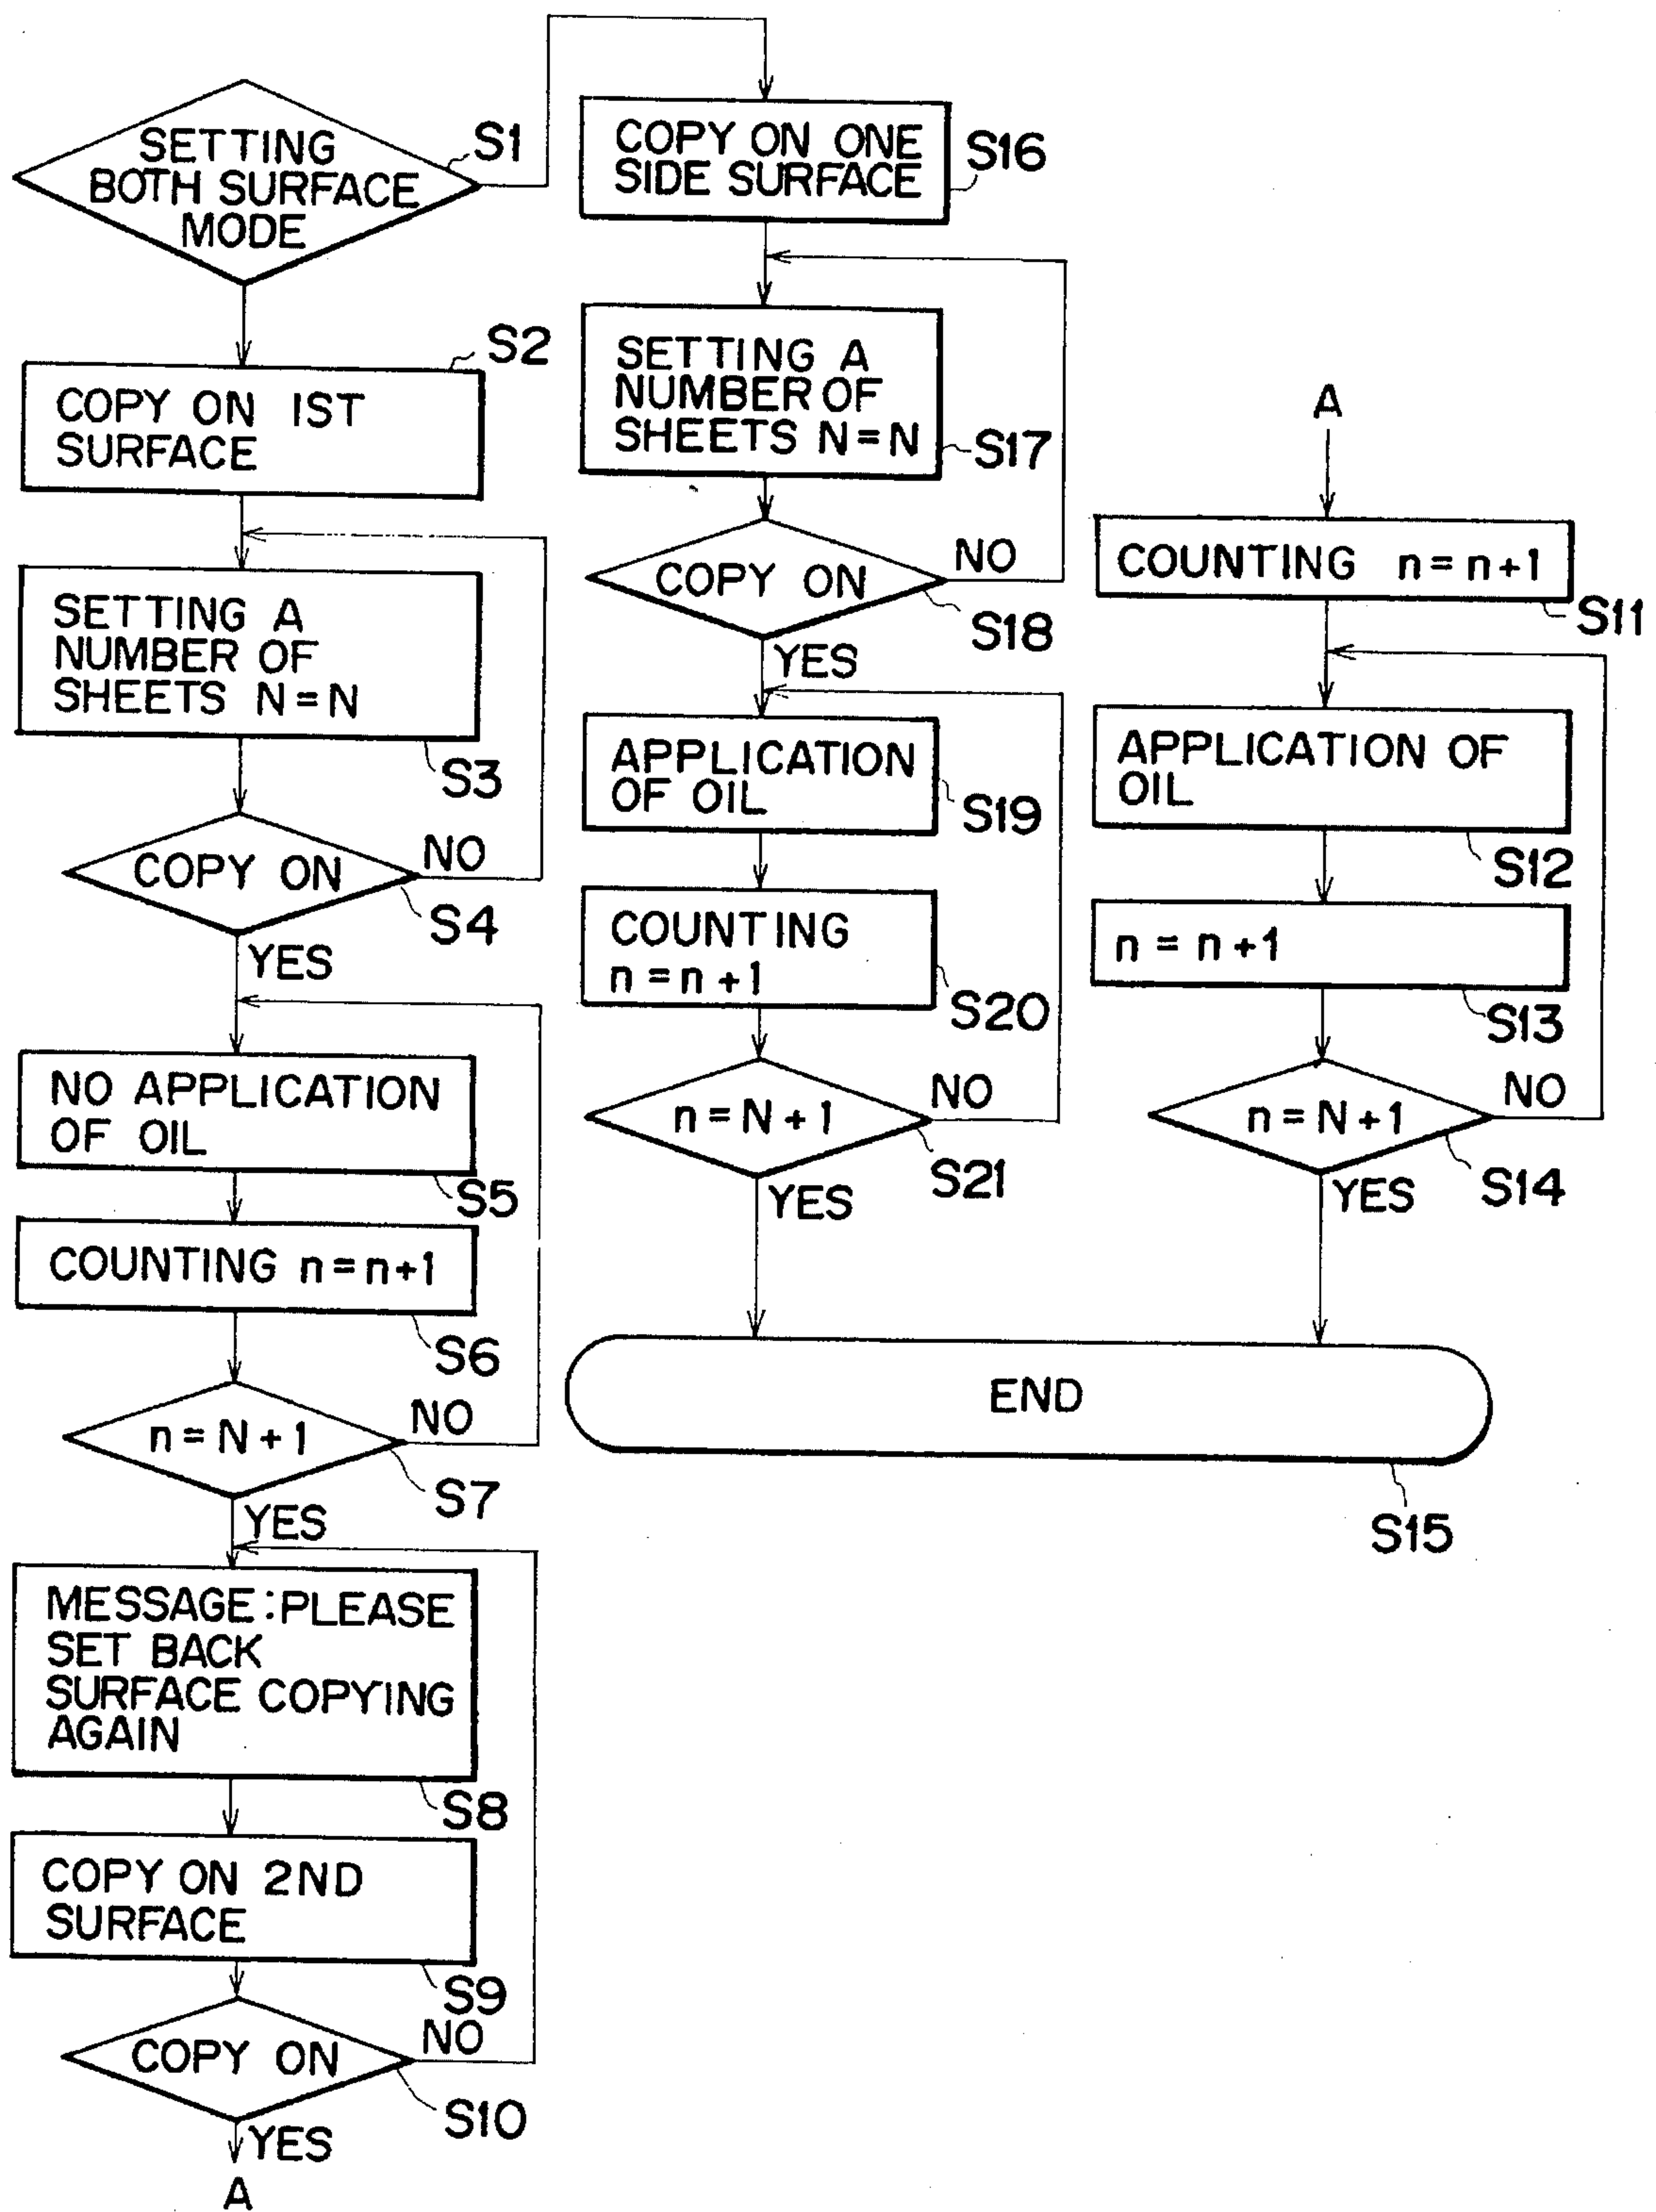 SETTING
BOTH SURFACE
MODE
S1
COPY ON 1ST
SURFACE
S2
SETTING A
NUMBER OF
SHEETS N=N
S3
COPY ON
NO
S4
YES
NO APPLICATION
OF OIL
S5
COUNTING n=n+1
S6
n=N+1
NO
S7
YES
MESSAGE:PLEASE
SET BACK
SURFACE COPYING
AGAIN
S8
COPY ON 2ND
SURFACE
S9
COPY ON
NO
S10
YES
A
COPY ON ONE
SIDE SURFACE
S16
SETTING A
NUMBER OF
SHEETS N=N
S17
COPY ON
NO
S18
YES
APPLICATION
OF OIL
S19
COUNTING
n=n+1
S20
n=N+1
NO
S21
YES
A
COUNTING n=n+1
S11
APPLICATION OF
OIL
S12
n=n+1
S13
n=N+1
NO
S14
YES
END
S15